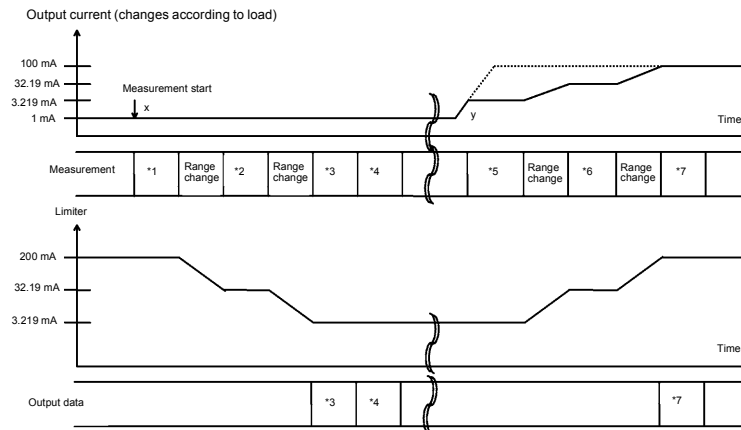 Output current (changes according to load)
100 mA
32.19 mA
3.219 mA
1 mA
Measurement start
x
y
Time
Measurement
*1
Range
change
*2
Range
change
*3
*4
*5
Range
change
*6
Range
change
*7
Limiter
200 mA
32.19 mA
3.219 mA
Time
Output data
*3
*4
*7